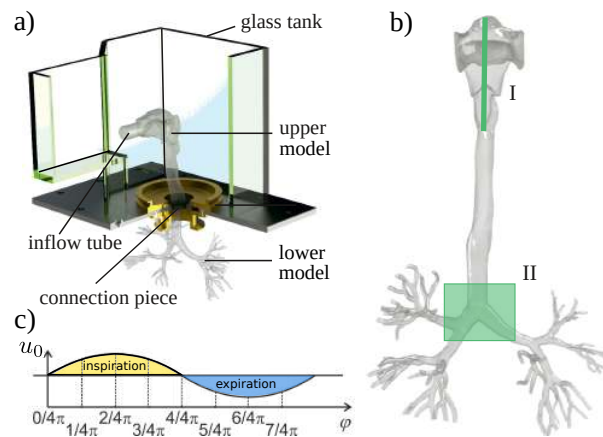 a)
glass tank
upper
model
inflow tube
lower
model
connection piece
b)
I
II
c)
u0
inspiration
expiration
0/4π 2/4π 4/4π 6/4π
1/4π 3/4π 5/4π 7/4π φ